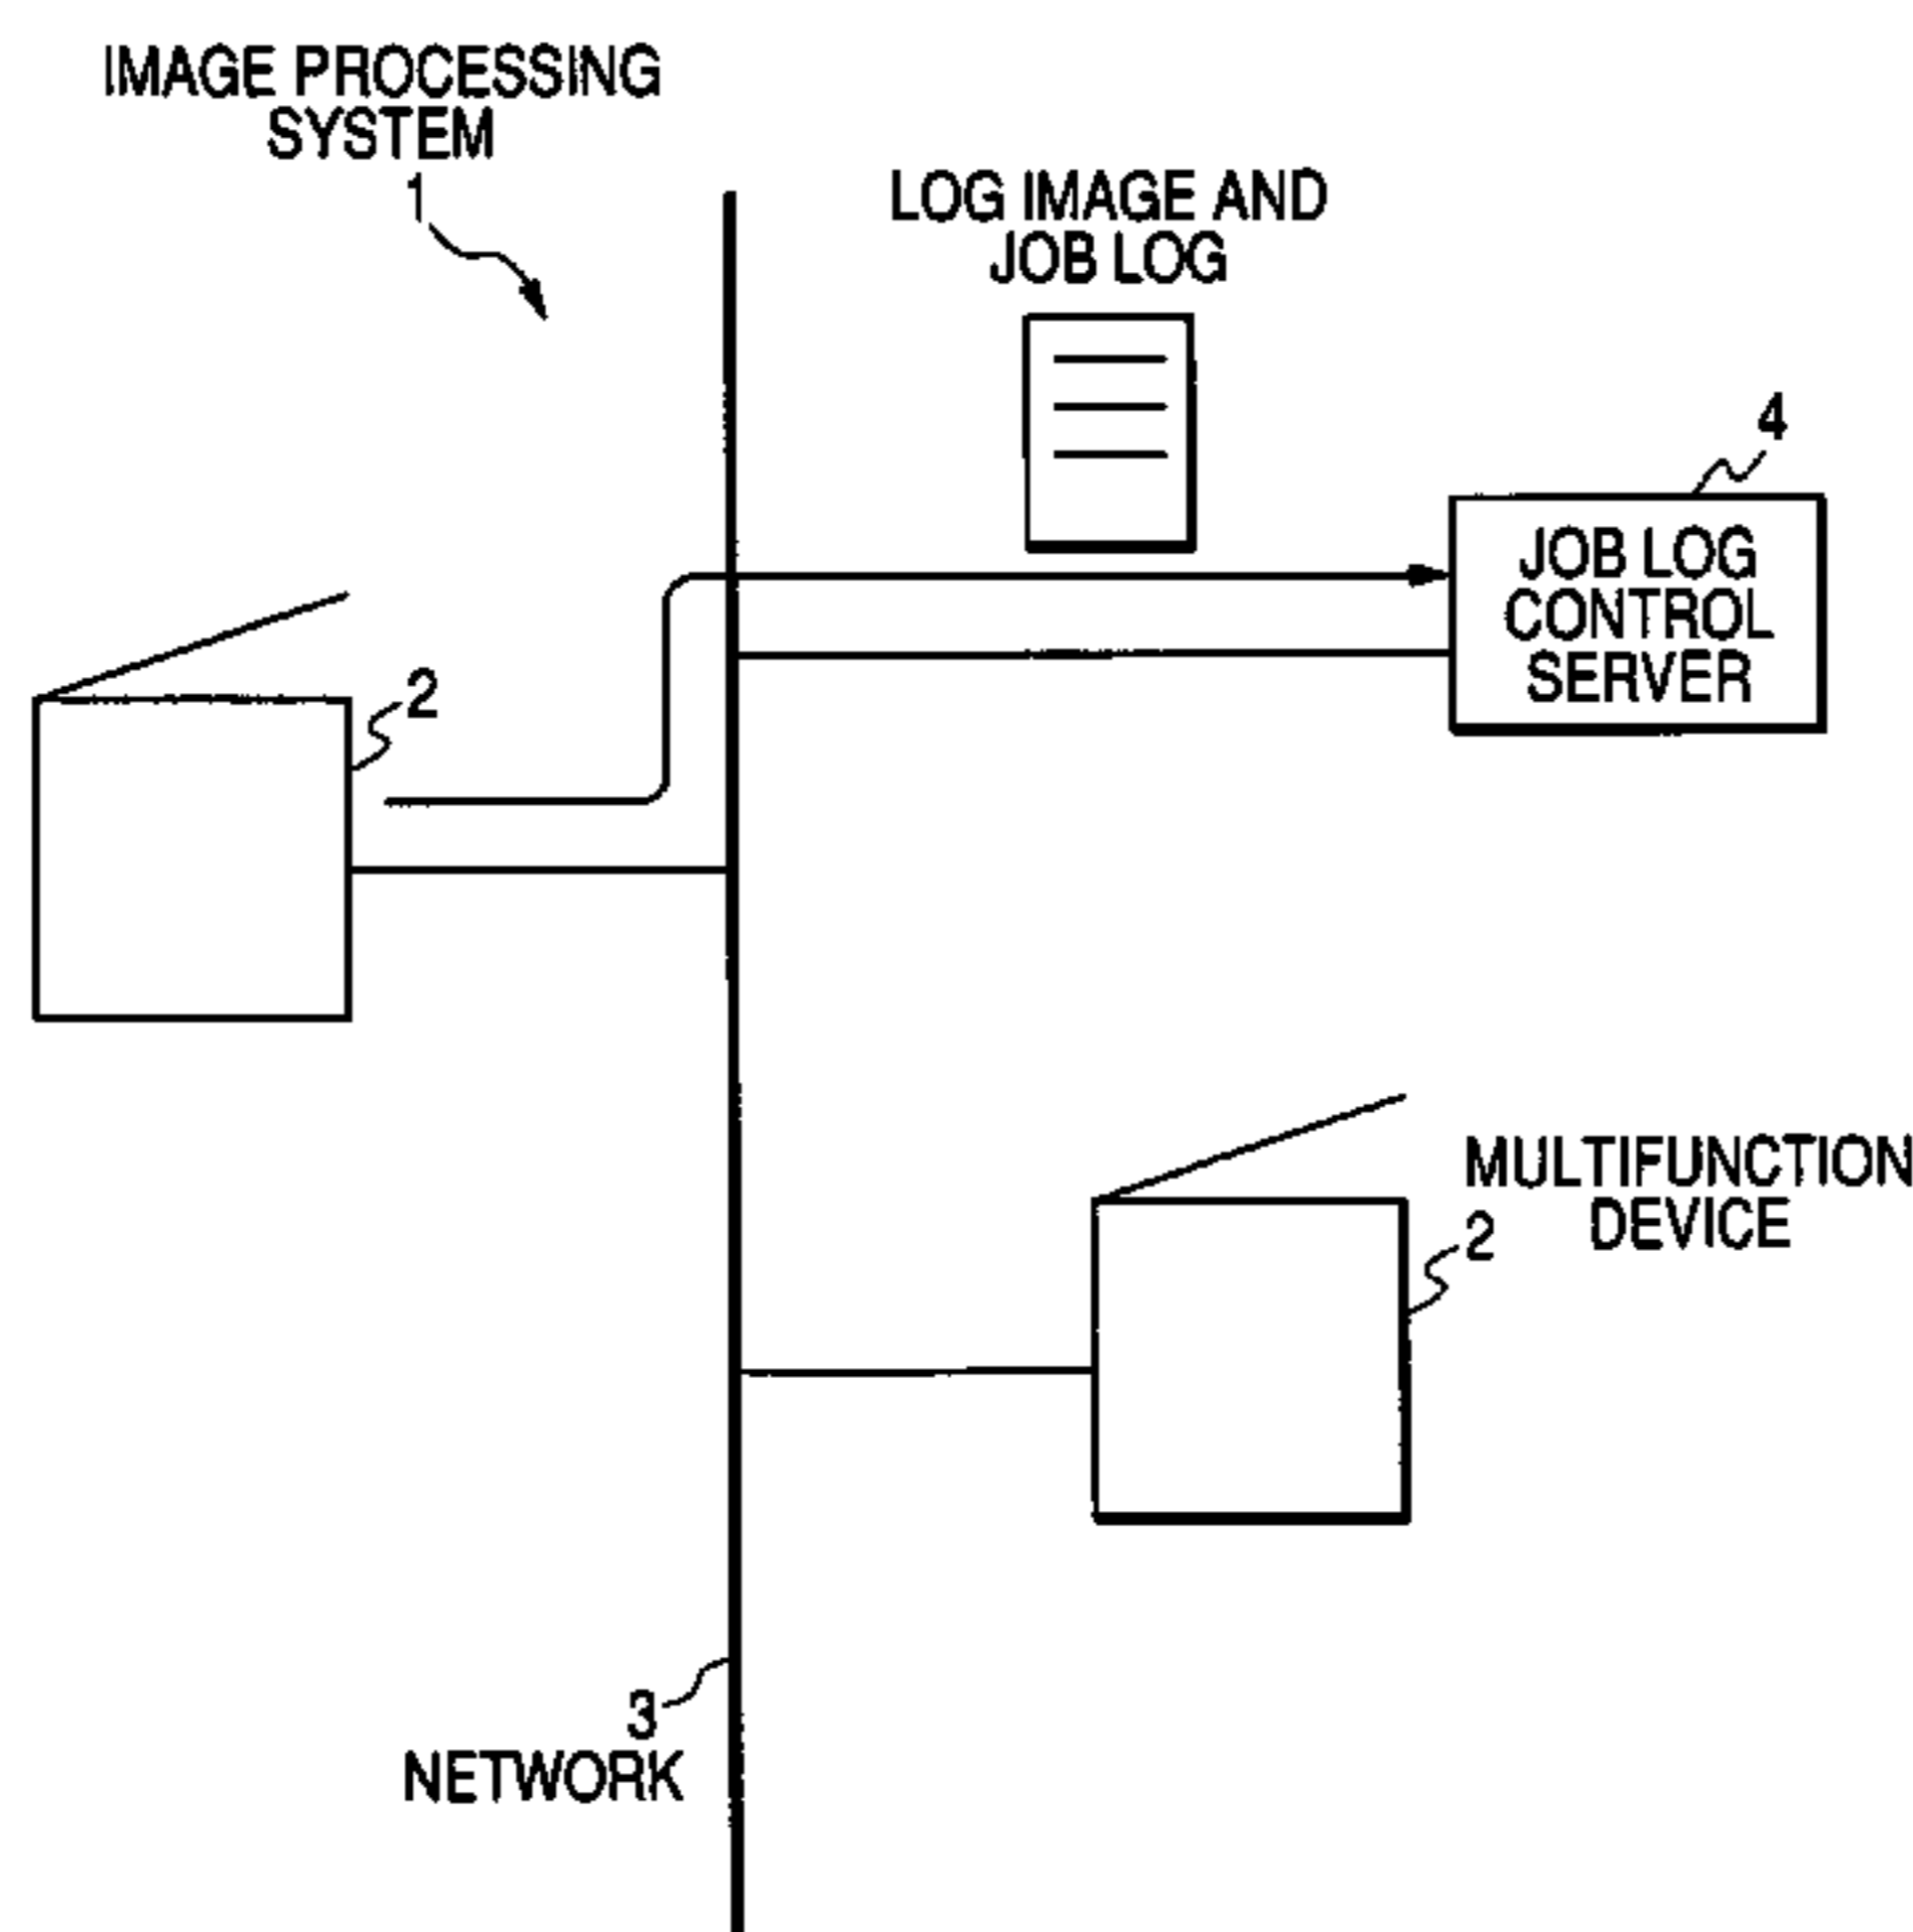 IMAGE PROCESSING
SYSTEM
1
LOG IMAGE AND
JOB LOG
4
JOB LOG
CONTROL
SERVER
2
MULTIFUNCTION
DEVICE
2
3
NETWORK